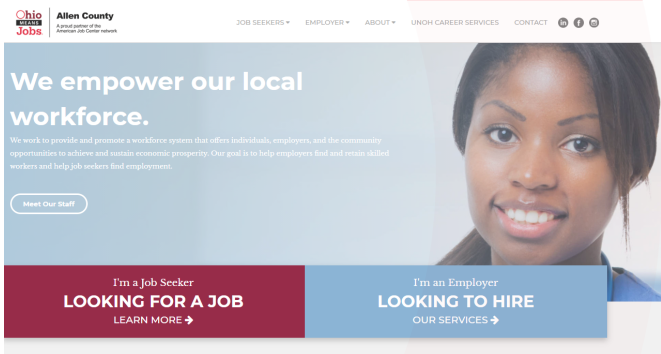 Ohio
MEANS
Jobs
Allen County
A proud partner of the
American Job Center network
JOB SEEKERS EMPLOYER ABOUT UNOH CAREER SERVICES CONTACT in f
We empower our local
workforce.
We work to provide and promote a workforce system that offers individuals, employers, and the community
opportunities to achieve and sustain economic prosperity. Our goal is to help employers find and retain skilled
workers and help job seekers find employment.
Meet Our Staff
I'm a Job Seeker
LOOKING FOR A JOB
LEARN MORE
I'm an Employer
LOOKING TO HIRE
OUR SERVICES